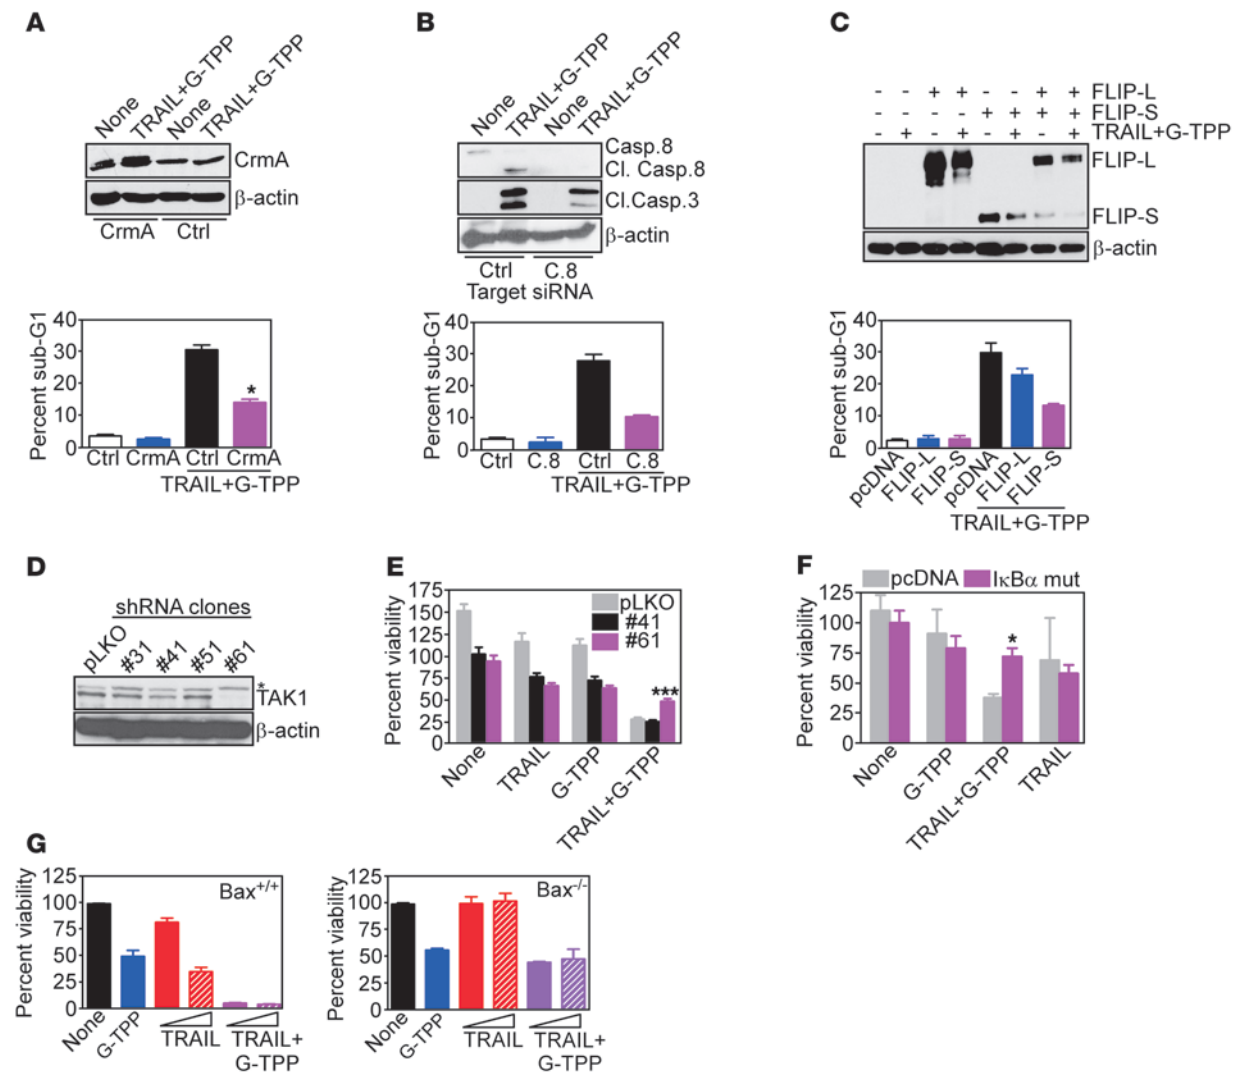 A
None
TRAIL+G-TPP
None
TRAIL+G-TPP
CrmA
β-actin
CrmA Ctrl
40
30
20
10
0
Percent sub-G1
*
Ctrl CrmA Ctrl CrmA
TRAIL+G-TPP
B
None
TRAIL+G-TPP
None
TRAIL+G-TPP
Casp.8
Cl. Casp.8
Cl.Casp.3
β-actin
Ctrl C.8
Target siRNA
40
30
20
10
0
Percent sub-G1
Ctrl C.8 Ctrl C.8
TRAIL+G-TPP
C
- - + + - - + + FLIP-L
- - - - + + + + FLIP-S
- + - + - + - + TRAIL+G-TPP
FLIP-L
FLIP-S
β-actin
40
30
20
10
0
Percent sub-G1
pcDNA FLIP-L FLIP-S pcDNA FLIP-L FLIP-S
TRAIL+G-TPP
D
shRNA clones
pLKO #31 #41 #51 #61
*
TAK1
β-actin
E
175
150
125
100
75
50
25
0
Percent viability
pLKO
#41
#61
***
None TRAIL G-TPP TRAIL+G-TPP
F
pcDNA IκBα mut
125
100
75
50
25
0
Percent viability
*
None G-TPP TRAIL+G-TPP TRAIL
G
125
100
75
50
25
0
Percent viability
Bax+/+
None G-TPP TRAIL TRAIL+
G-TPP
125
100
75
50
25
0
Percent viability
Bax-/-
None G-TPP TRAIL TRAIL+
G-TPP